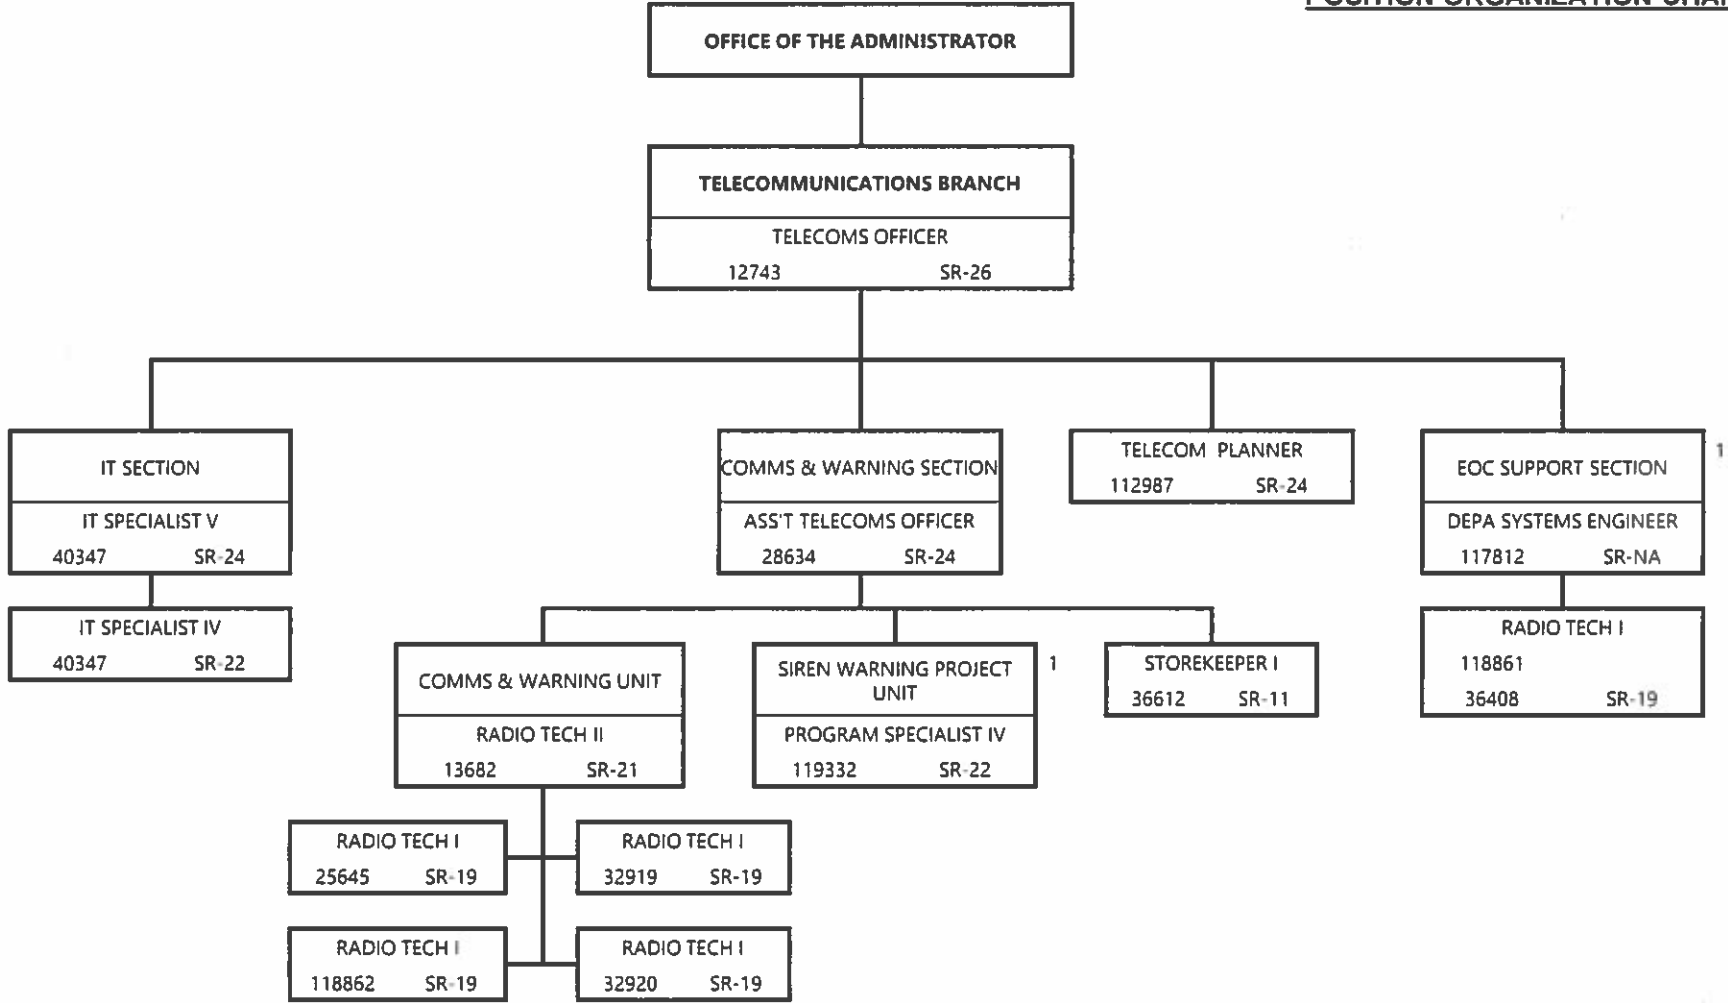 POSITION ORGANIZATION CHAR
OFFICE OF THE ADMINISTRATOR
TELECOMMUNICATIONS BRANCH
TELECOMS OFFICER
12743 SR-26
IT SECTION
IT SPECIALIST V
40347 SR-24
IT SPECIALIST IV
40347 SR-22
COMMS & WARNING SECTION
ASS'T TELECOMS OFFICER
28634 SR-24
TELECOM PLANNER
112987 SR-24
EOC SUPPORT SECTION
1
DEPA SYSTEMS ENGINEER
117812 SR-NA
RADIO TECH I
118861
36408 SR-19
COMMS & WARNING UNIT
RADIO TECH II
13682 SR-21
SIREN WARNING PROJECT
UNIT
1
PROGRAM SPECIALIST IV
119332 SR-22
STOREKEEPER I
36612 SR-11
RADIO TECH I
25645 SR-19
RADIO TECH I
32919 SR-19
RADIO TECH I
118862 SR-19
RADIO TECH I
32920 SR-19